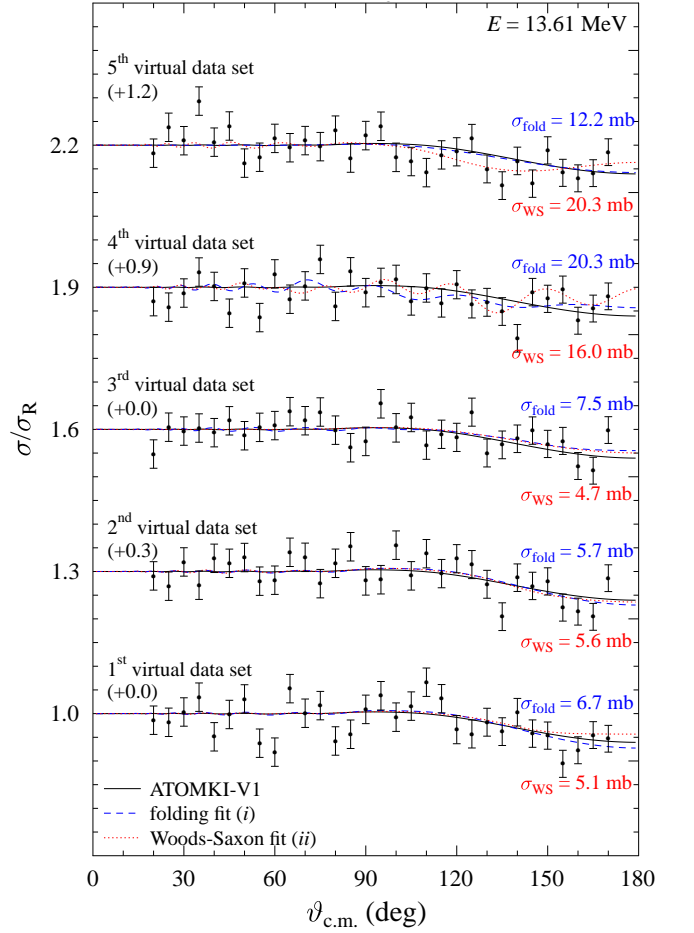 E = 13.61 MeV
5th virtual data set
(+1.2)
σfold = 12.2 mb
2.2
σWS = 20.3 mb
4th virtual data set
(+0.9)
σfold = 20.3 mb
1.9
σWS = 16.0 mb
3rd virtual data set
(+0.0)
σfold = 7.5 mb
1.6
σWS = 4.7 mb
σ/σR
2nd virtual data set
(+0.3)
σfold = 5.7 mb
1.3
σWS = 5.6 mb
1st virtual data set
(+0.0)
σfold = 6.7 mb
1.0
σWS = 5.1 mb
ATOMKI-V1
folding fit (i)
Woods-Saxon fit (ii)
0 30 60 90 120 150 180
ϑc.m. (deg)